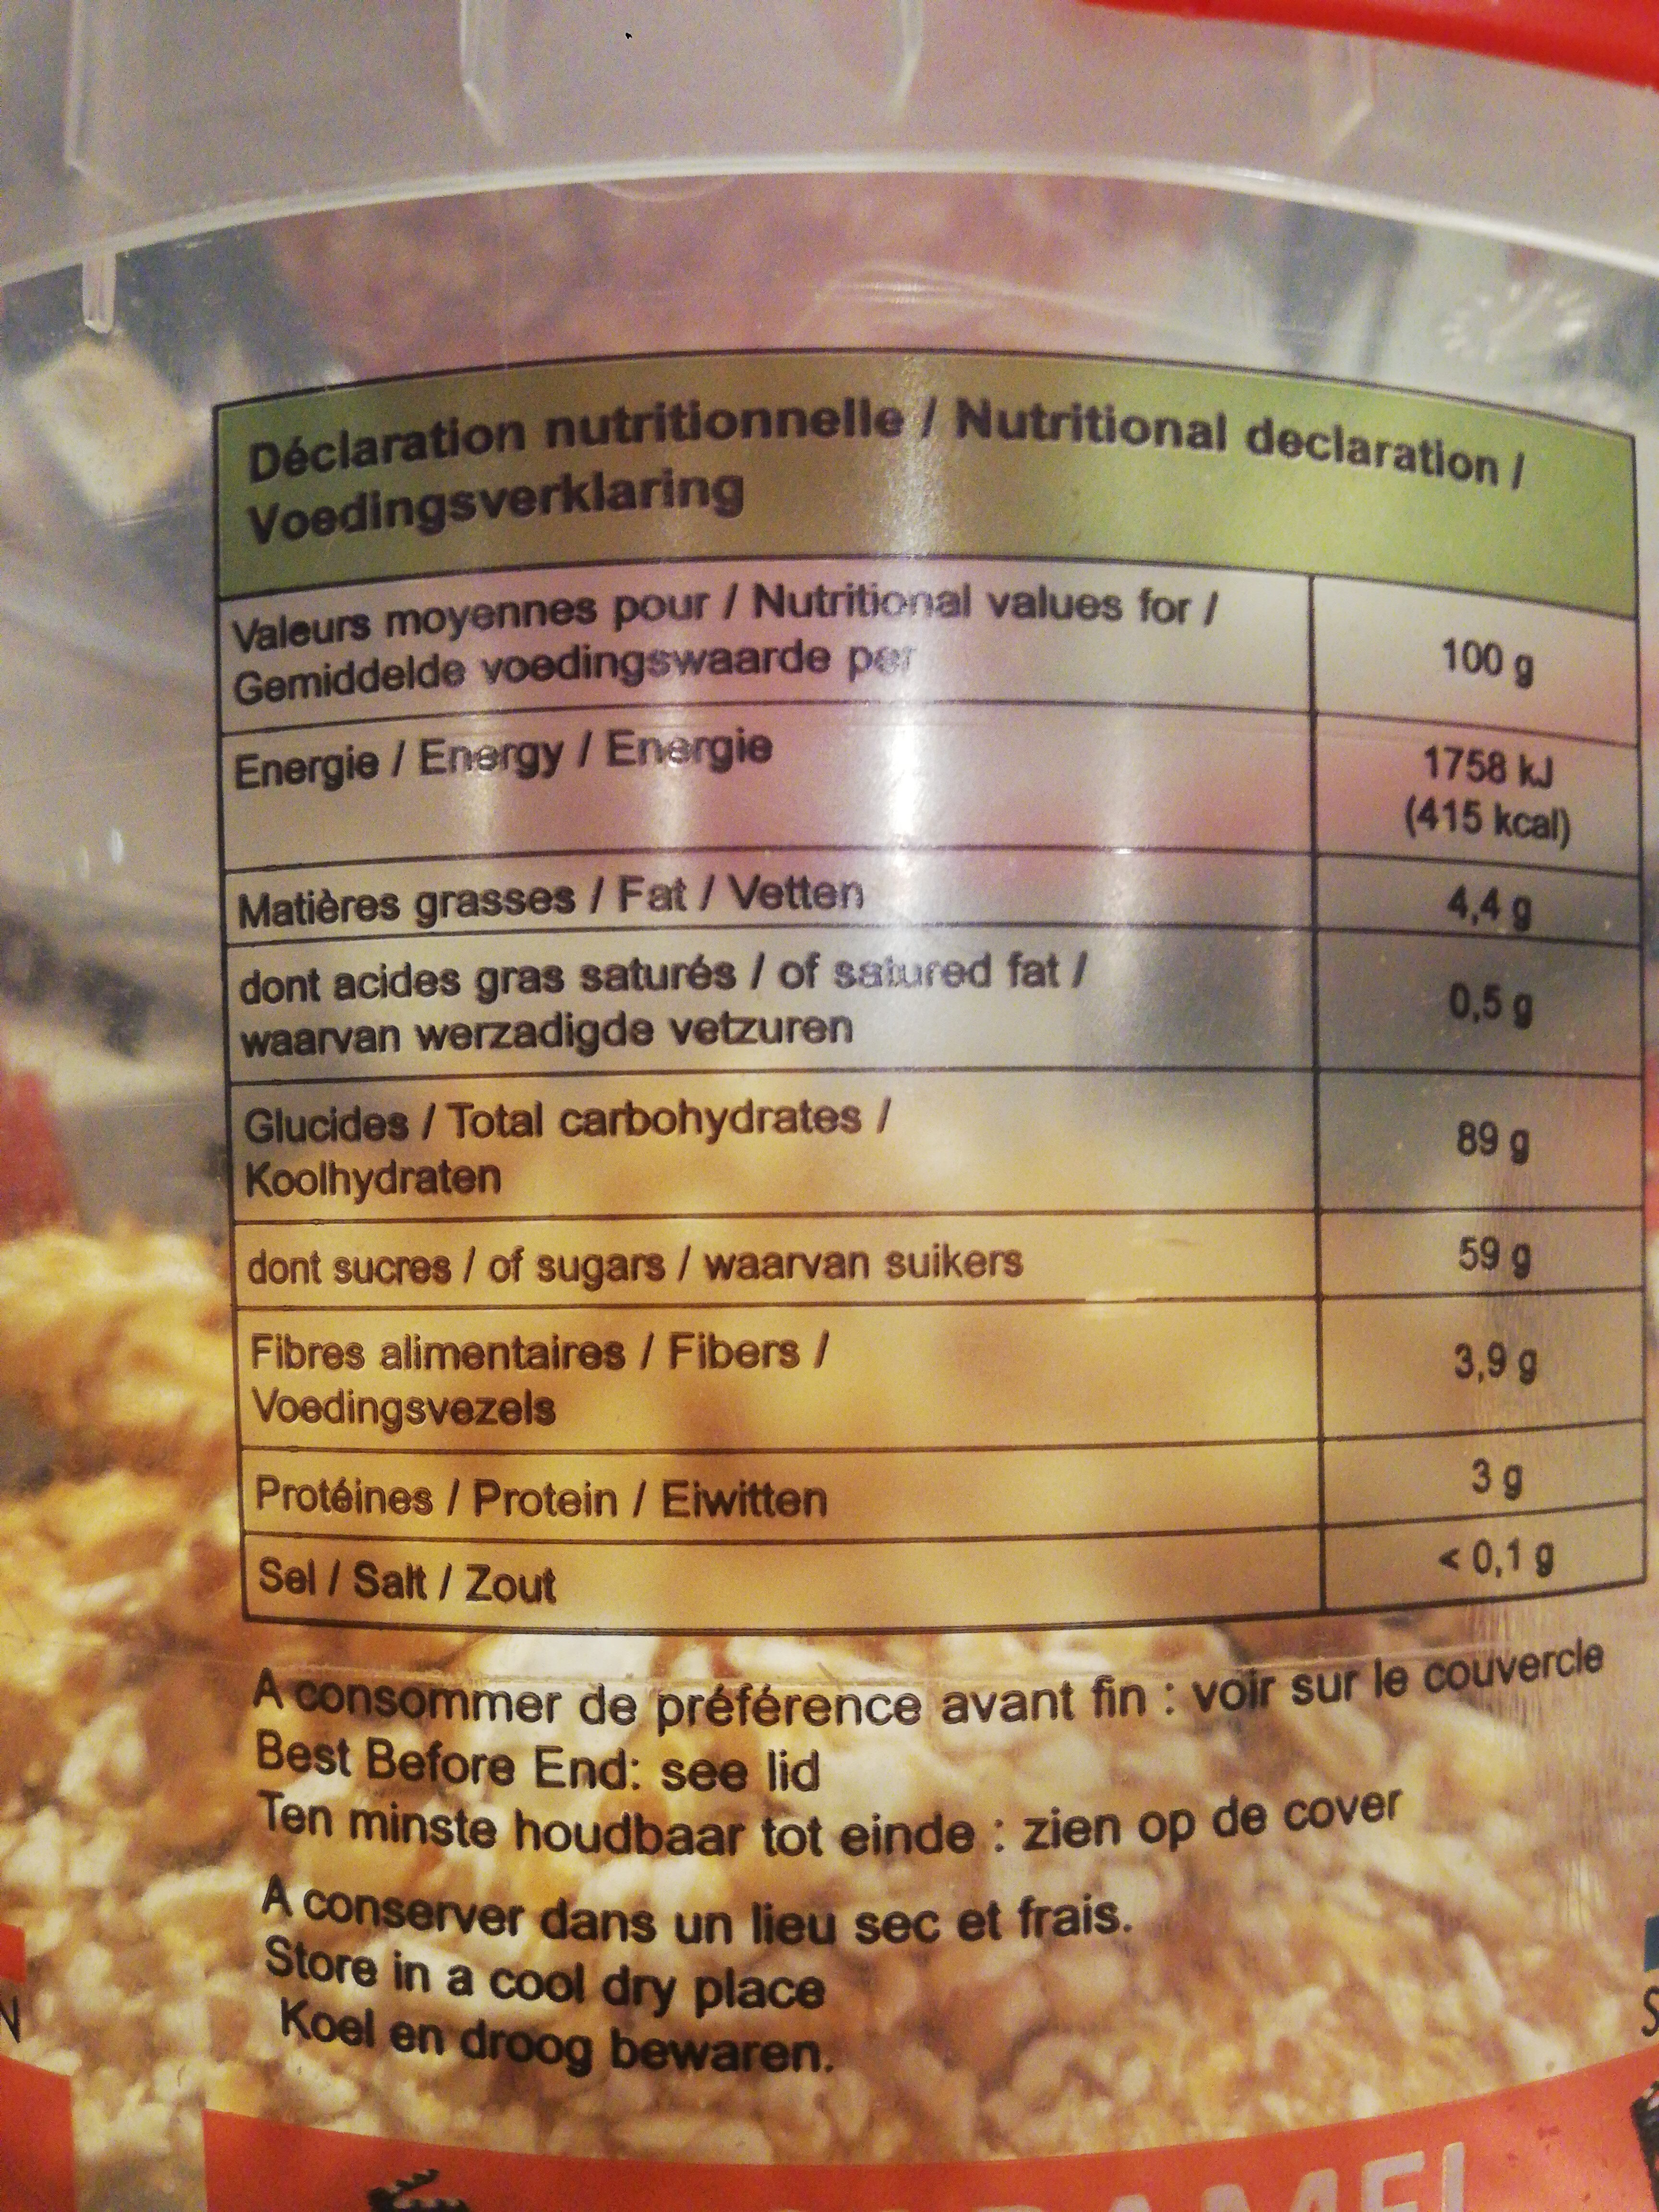 Déclaration nutritionnelle / Nutritional declaration /
Voedingsverklaring
Valeurs moyennes pour / Nutritional values for /
Gemiddelde voedingswaarde per
100 g
Energie / Energy / Energie
1758 kJ
(415 kcal)
Matières grasses / Fat / Vetten
4,4 g
dont acides gras saturés / of satured fat /
waarvan werzadigde vetzuren
0,5 g
Glucides / Total carbohydrates /
Koolhydraten
89 g
dont sucres / of sugars / waarvan suikers
59 g
Fibres alimentaires / Fibers /
Voedingsvezels
3,9 g
Protéines / Protein / Eiwitten
3 g
Sel / Salt / Zout
< 0,1 g
A consommer de préférence avant fin : voir sur le couvercle
Best Before End: see lid
Ten minste houdbaar tot einde : zien op de cover
A conserver dans un lieu sec et frais.
Store in a cool dry place
Koel en droog bewaren.